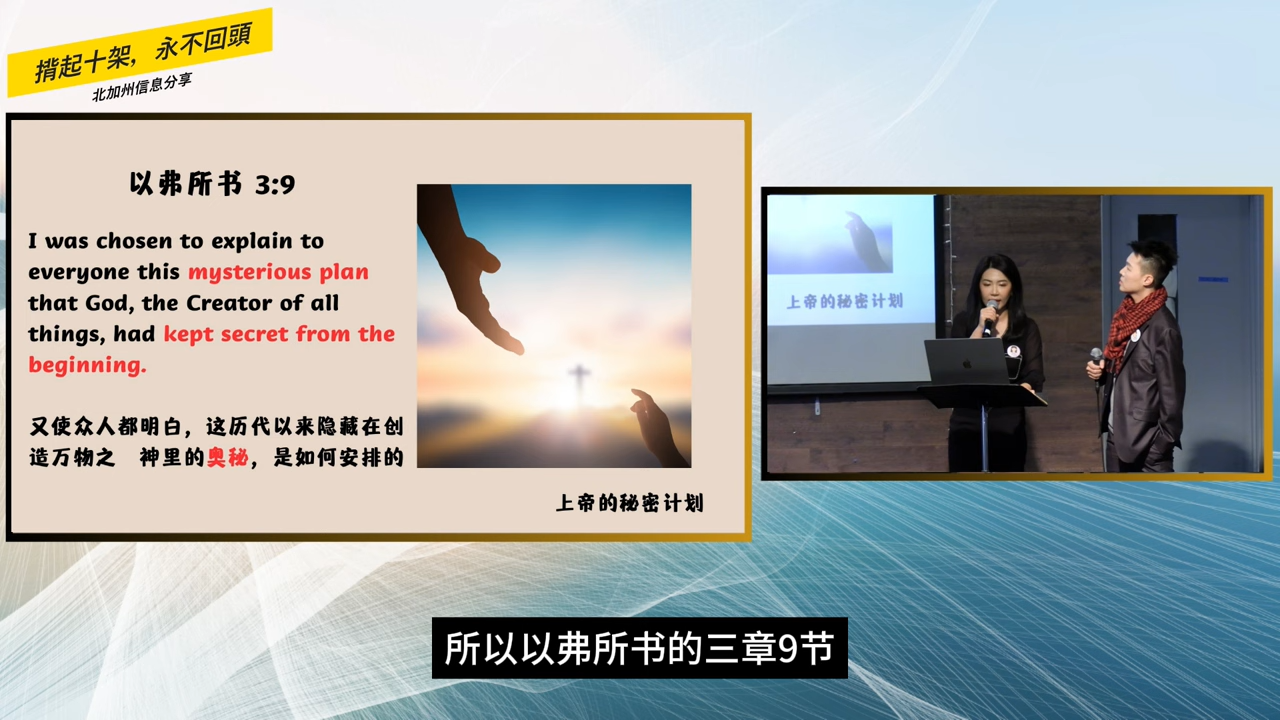 揹起十架，永不回頭
北加州信息分享
以弗所书 3:9
I was chosen to explain to
everyone this mysterious plan
that God, the Creator of all
things, had kept secret from the
beginning.
又使众人都明白，这历代以来隐藏在创
造万物之　神里的奥秘，是如何安排的
上帝的秘密计划
上帝的秘密计划
所以以弗所书的三章9节